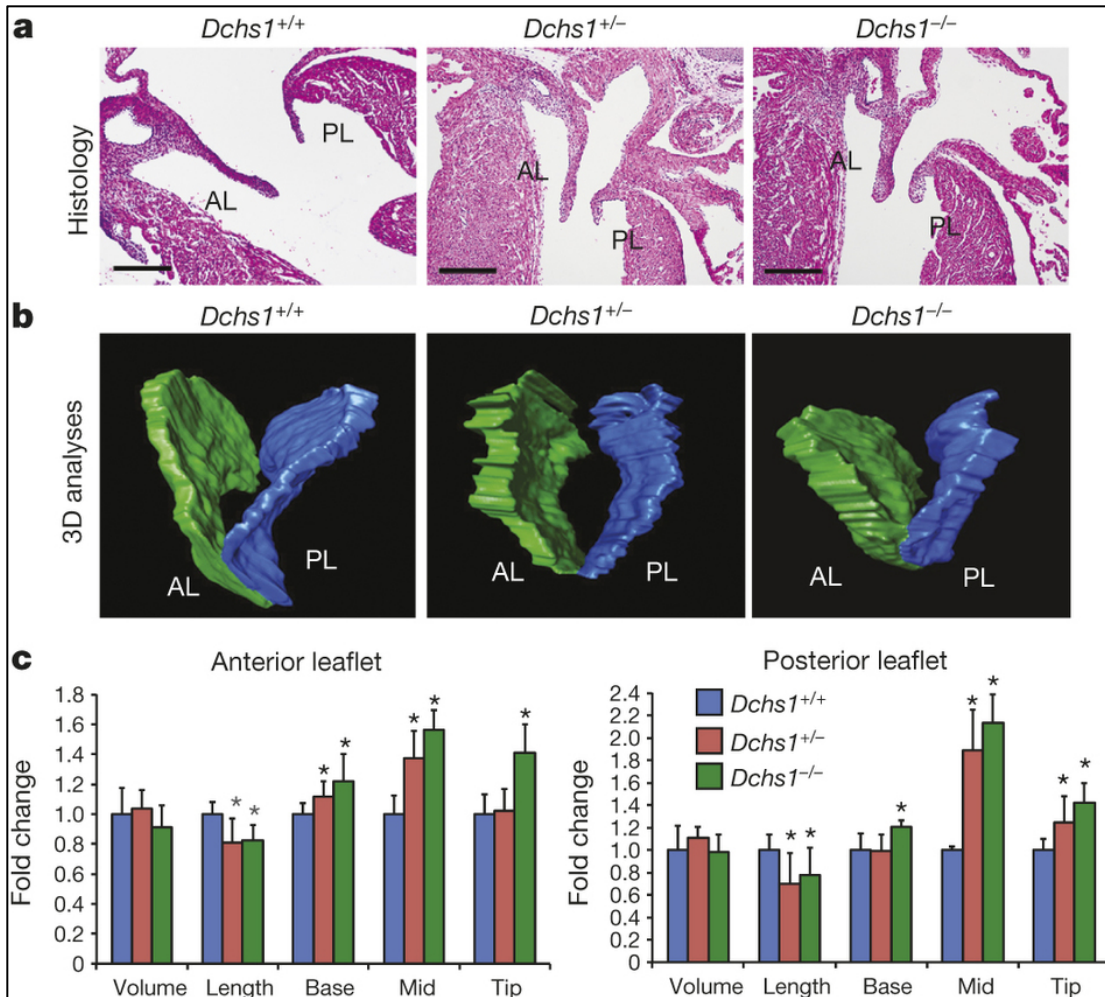 a
Dchs1+/+ Dchs1+/− Dchs1−/−
Histology
AL PL AL PL AL PL
b
Dchs1+/+ Dchs1+/− Dchs1−/−
3D analyses
AL PL AL PL AL PL
c
Anterior leaflet
Fold change
1.8
1.6
1.4
1.2
1.0
0.8
0.6
0.4
0.2
0
* * * * * * *
Volume Length Base Mid Tip
Posterior leaflet
Fold change
2.4
2.2
2.0
1.8
1.6
1.4
1.2
1.0
0.8
0.6
0.4
0.2
0
Dchs1+/+
Dchs1+/−
Dchs1−/−
* * * * * * *
Volume Length Base Mid Tip